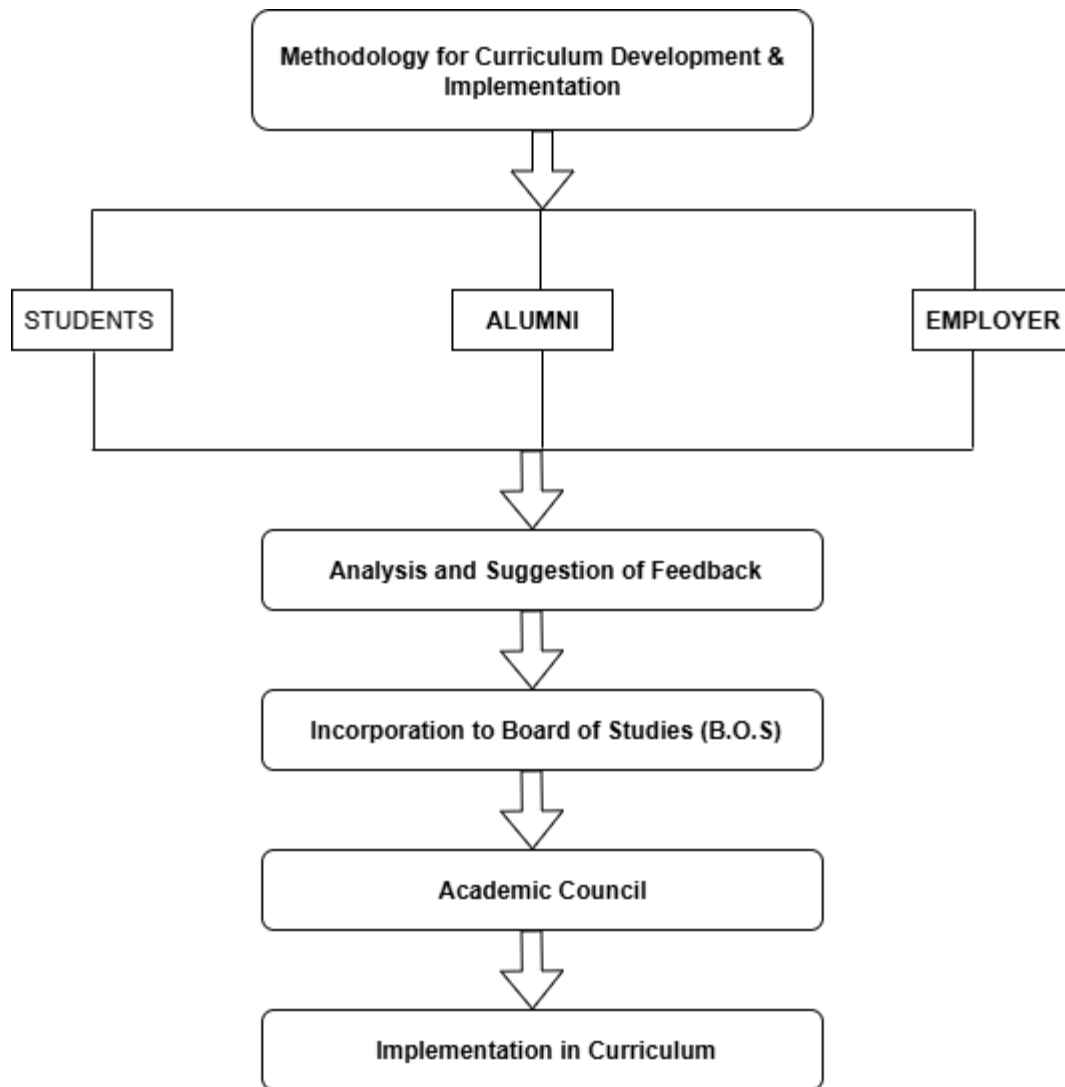 Methodology for Curriculum Development &
Implementation
STUDENTS
ALUMNI
EMPLOYER
Analysis and Suggestion of Feedback
Incorporation to Board of Studies (B.O.S)
Academic Council
Implementation in Curriculum